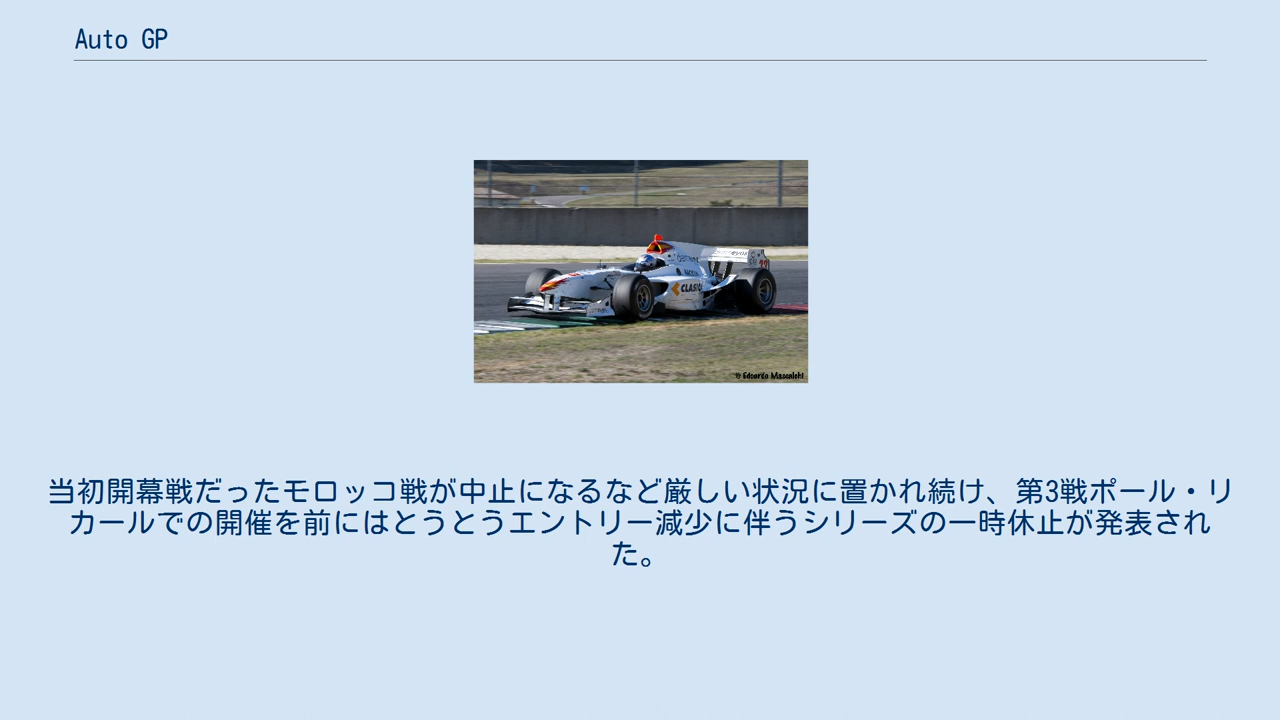 Auto GP
CLASI
© Edoardo Mascalchi
当初開幕戦だったモロッコ戦が中止になるなど厳しい状況に置かれ続け、第3戦ポール・リ
カールでの開催を前にはとうとうエントリー減少に伴うシリーズの一時休止が発表され
た。